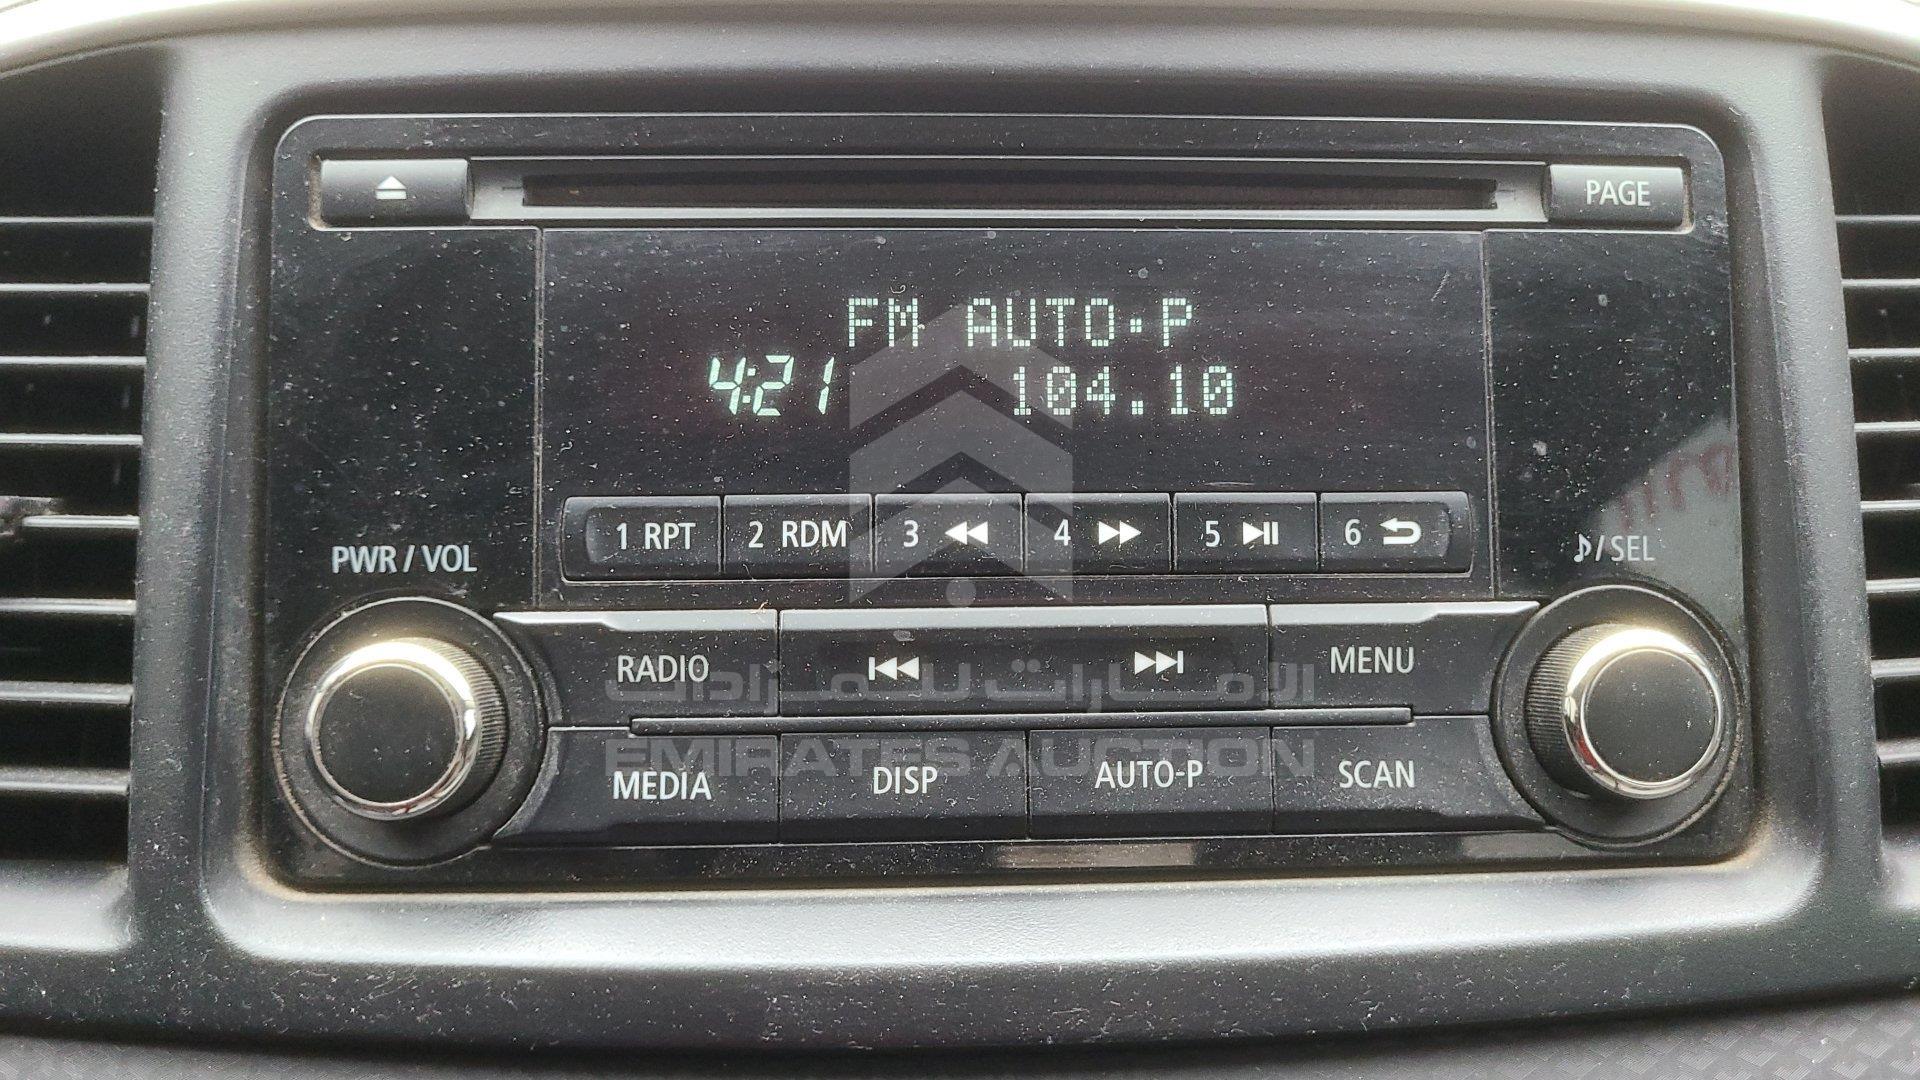 PAGE
FM AUTO·P
4:21 104.10
1 RPT 2 RDM 3 4 5 6
PWR / VOL
/ SEL
RADIO
MENU
الإمارات للمزادات
EMIRATES AUCTION
MEDIA DISP AUTO-P SCAN